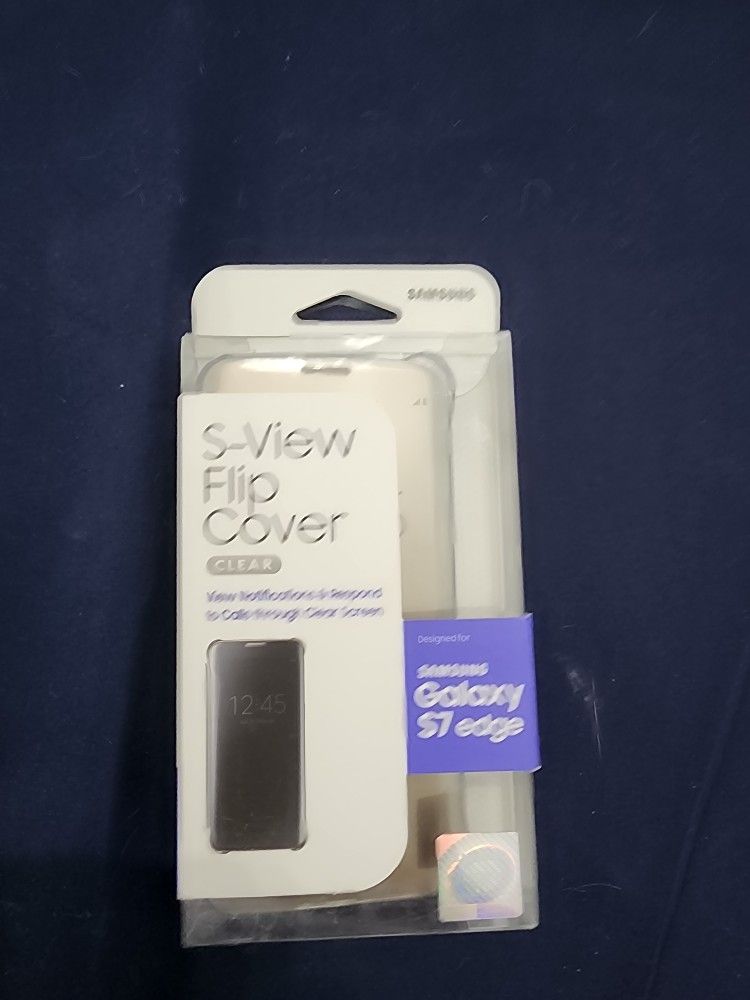 SAMSUNG
S-View
Flip
Cover
CLEAR
View Notifications & Respond
to Calls through Clear Screen
12:45
Designed for
SAMSUNG
Galaxy
S7 edge